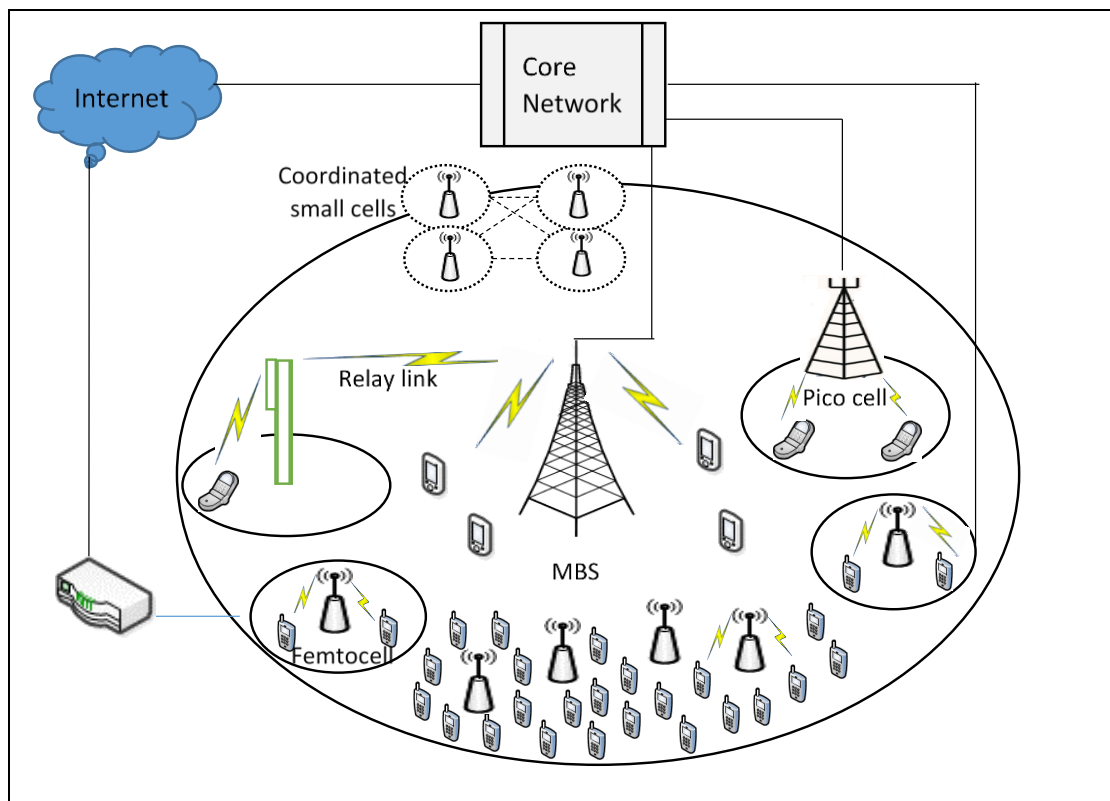 Core
Network
Internet
Coordinated
small cells
Relay link
Pico cell
MBS
Femtocell